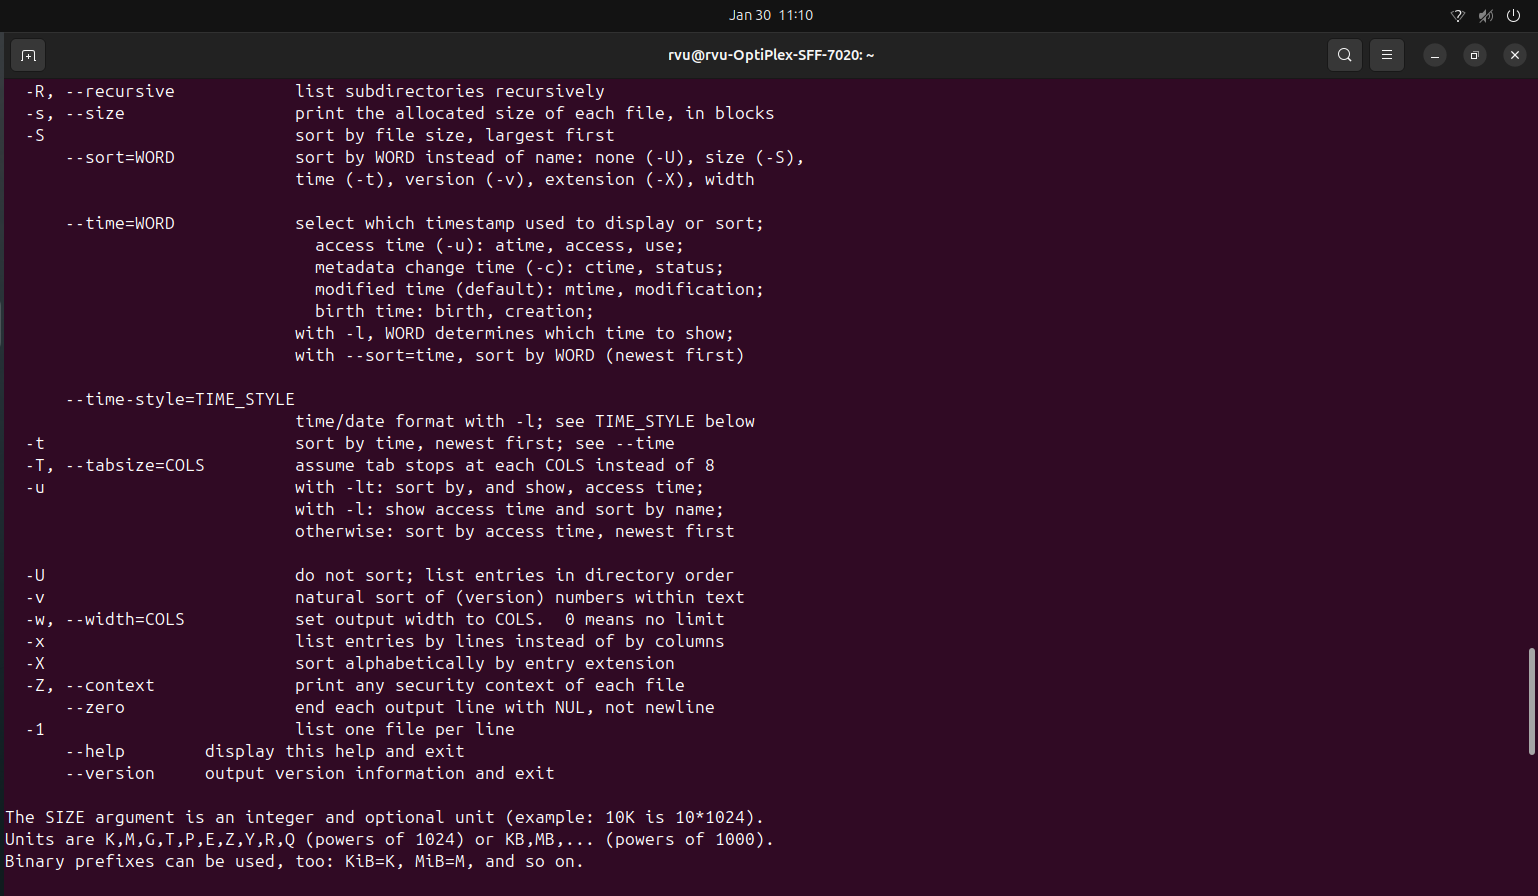 Jan 30 11:10
rvu@rvu-OptiPlex-SFF-7020: ~
-R, --recursive list subdirectories recursively
-s, --size print the allocated size of each file, in blocks
-S sort by file size, largest first
--sort=WORD sort by WORD instead of name: none (-U), size (-S),
time (-t), version (-v), extension (-X), width
--time=WORD select which timestamp used to display or sort;
access time (-u): atime, access, use;
metadata change time (-c): ctime, status;
modified time (default): mtime, modification;
birth time: birth, creation;
with -l, WORD determines which time to show;
with --sort=time, sort by WORD (newest first)
--time-style=TIME_STYLE
time/date format with -l; see TIME_STYLE below
-t sort by time, newest first; see --time
-T, --tabsize=COLS assume tab stops at each COLS instead of 8
-u with -lt: sort by, and show, access time;
with -l: show access time and sort by name;
otherwise: sort by access time, newest first
-U do not sort; list entries in directory order
-v natural sort of (version) numbers within text
-w, --width=COLS set output width to COLS.  0 means no limit
-x list entries by lines instead of by columns
-X sort alphabetically by entry extension
-Z, --context print any security context of each file
--zero end each output line with NUL, not newline
-1 list one file per line
--help display this help and exit
--version output version information and exit
The SIZE argument is an integer and optional unit (example: 10K is 10*1024).
Units are K,M,G,T,P,E,Z,Y,R,Q (powers of 1024) or KB,MB,... (powers of 1000).
Binary prefixes can be used, too: KiB=K, MiB=M, and so on.